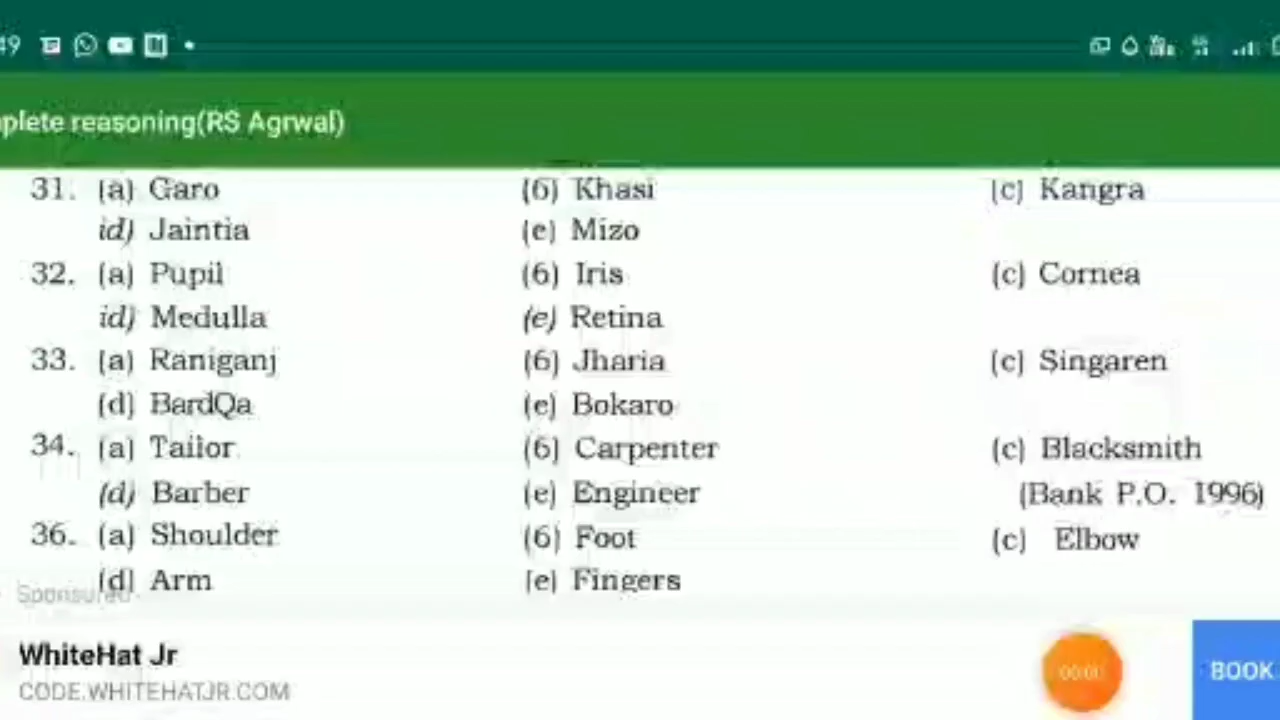 49
plete reasoning(RS Agrwal)
31. (a) Garo (6) Khasi (c) Kangra
id) Jaintia (e) Mizo
32. (a) Pupil (6) Iris (c) Cornea
id) Medulla (e) Retina
33. (a) Raniganj (6) Jharia (c) Singaren
(d) BardQa (e) Bokaro
34. (a) Tailor (6) Carpenter (c) Blacksmith
(d) Barber (e) Engineer (Bank P.O. 1996)
36. (a) Shoulder (6) Foot (c) Elbow
(d) Arm (e) Fingers
Sponsored
WhiteHat Jr
CODE.WHITEHATJR.COM
BOOK